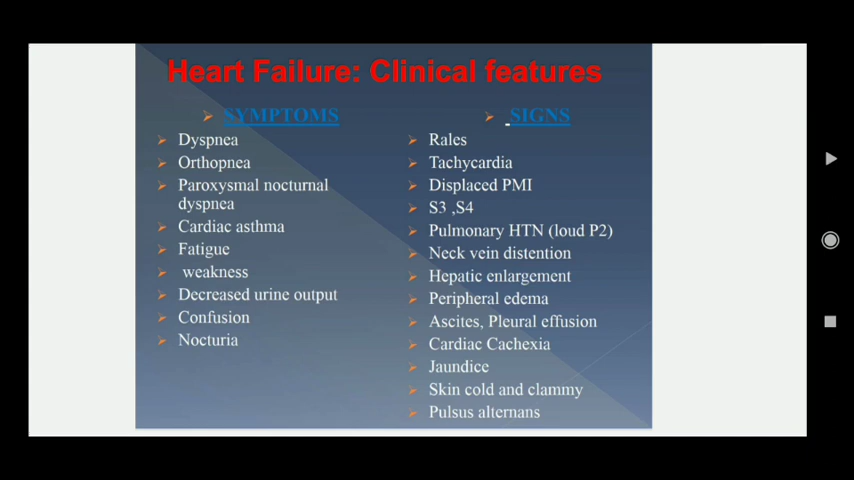 Heart Failure: Clinical features
SYMPTOMS
Dyspnea
Orthopnea
Paroxysmal nocturnal
dyspnea
Cardiac asthma
Fatigue
weakness
Decreased urine output
Confusion
Nocturia
SIGNS
Rales
Tachycardia
Displaced PMI
S3 ,S4
Pulmonary HTN (loud P2)
Neck vein distention
Hepatic enlargement
Peripheral edema
Ascites, Pleural effusion
Cardiac Cachexia
Jaundice
Skin cold and clammy
Pulsus alternans